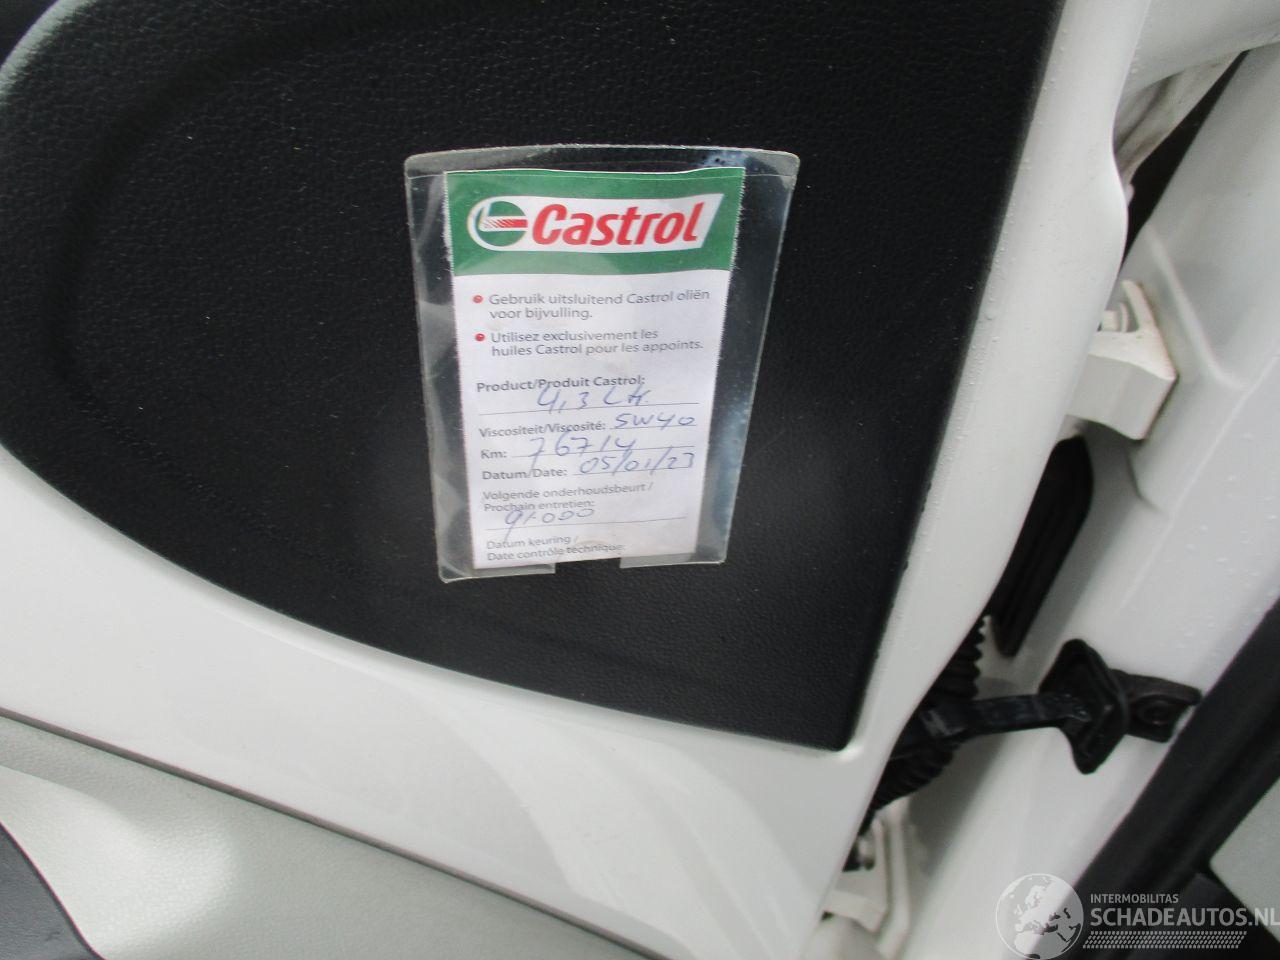 Castrol
Gebruik uitsluitend Castrol oliën
voor bijvulling.
Utilisez exclusivement les
huiles Castrol pour les appoints.
Product/Produit Castrol:
4,3 Ltr.
Viscositeit/Viscosité: 5W40
Km: 76714
Datum/Date: 05/01/23
Volgende onderhoudsbeurt /
Prochain entretien:
91.000
Datum keuring /
Date contrôle technique:
INTERMOBILITAS
SCHADEAUTOS.NL